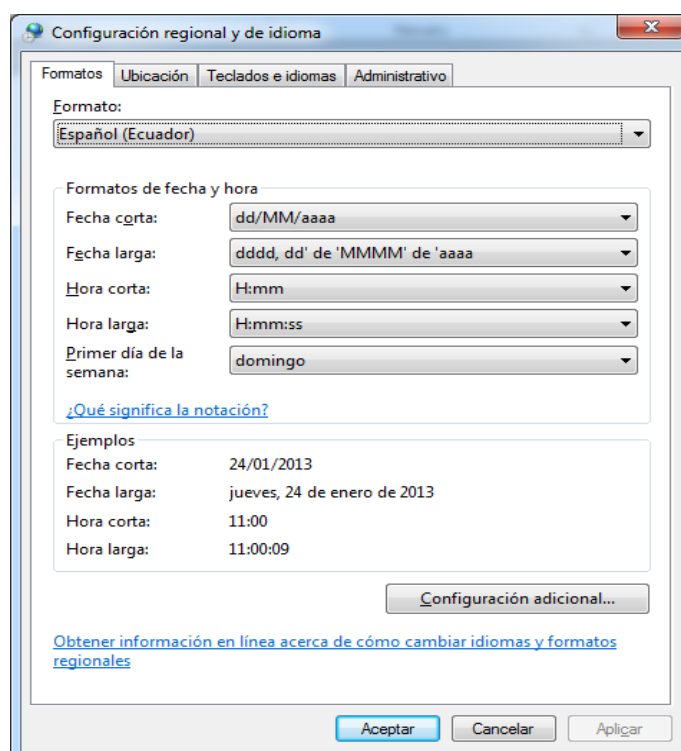 Configuración regional y de idioma
Formatos Ubicación Teclados e idiomas Administrativo
Formato:
Español (Ecuador)
Formatos de fecha y hora
Fecha corta: dd/MM/aaaa
Fecha larga: dddd, dd' de 'MMMM' de 'aaaa
Hora corta: H:mm
Hora larga: H:mm:ss
Primer día de la
semana: domingo
¿Qué significa la notación?
Ejemplos
Fecha corta: 24/01/2013
Fecha larga: jueves, 24 de enero de 2013
Hora corta: 11:00
Hora larga: 11:00:09
Configuración adicional...
Obtener información en línea acerca de cómo cambiar idiomas y formatos
regionales
Aceptar Cancelar Aplicar